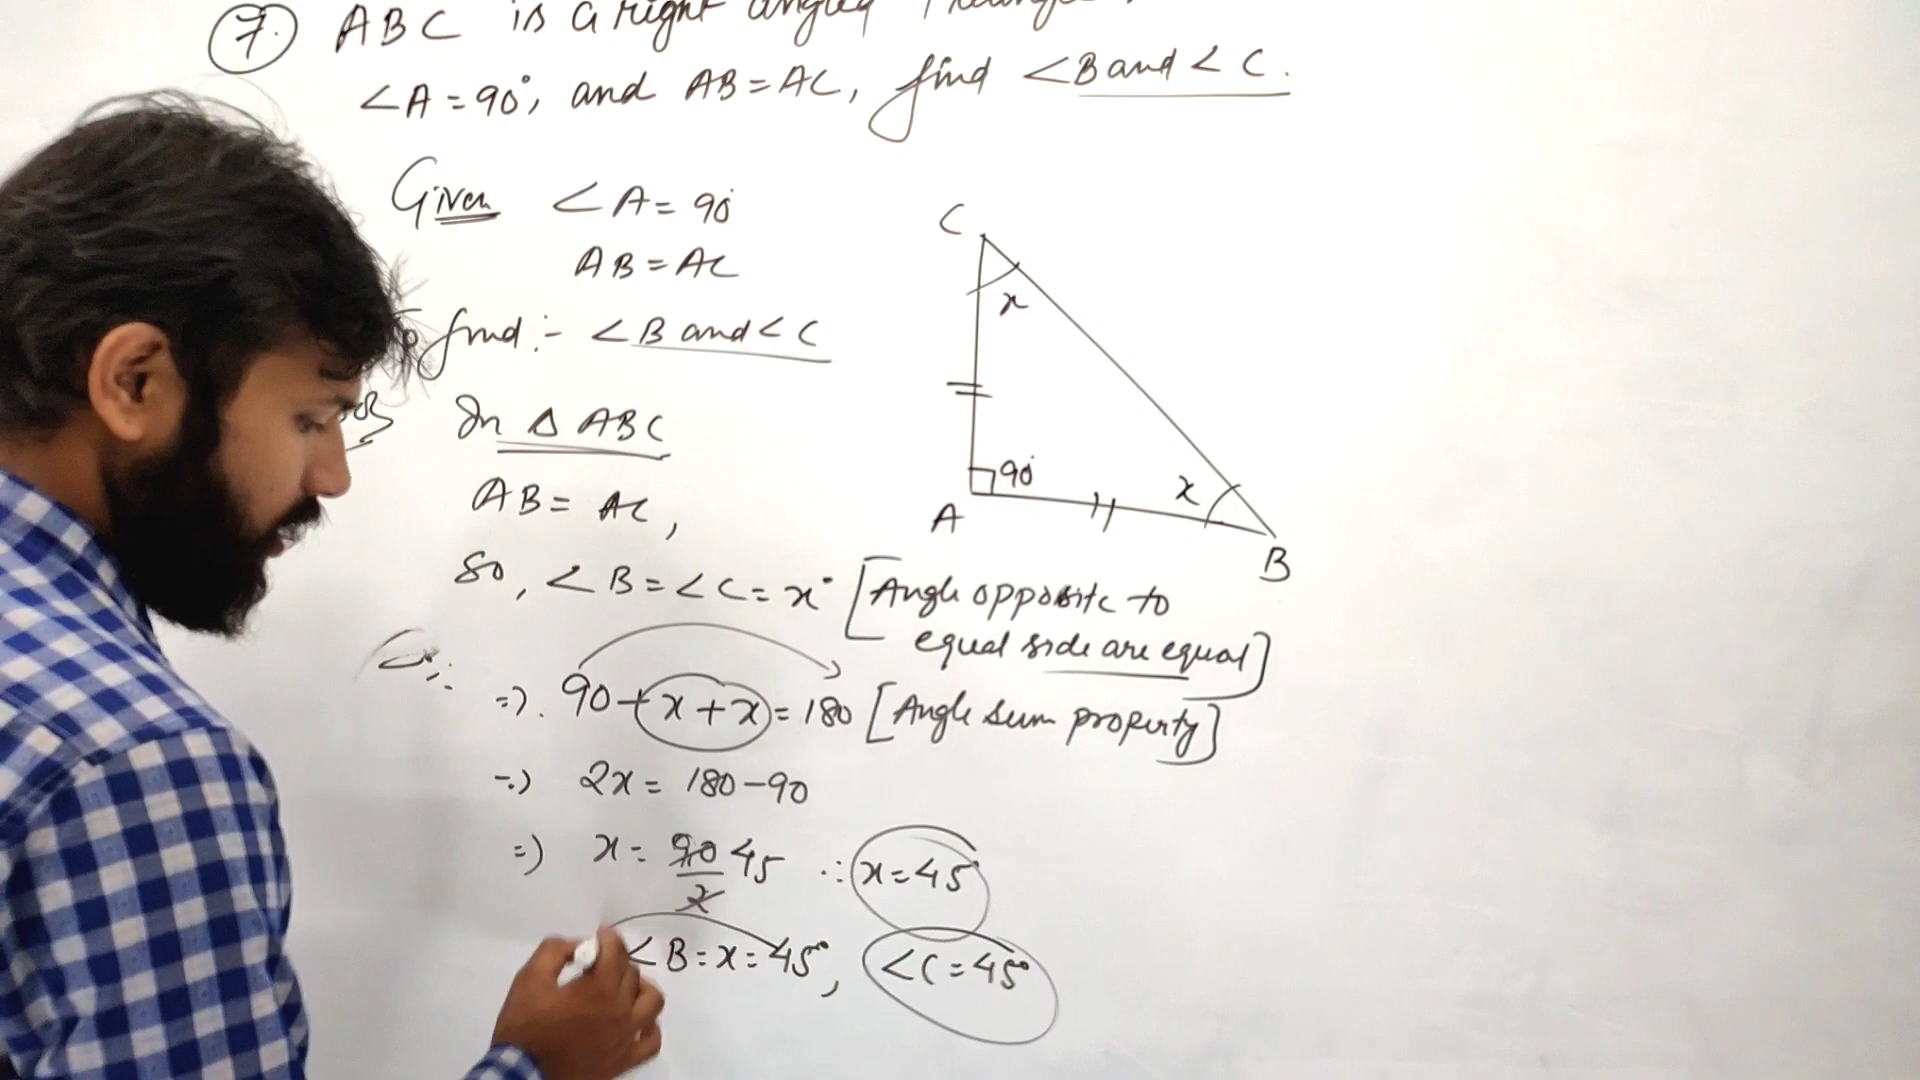 7. ABC is a right angled Triangle
∠A = 90°, and AB = AC, find ∠B and ∠C.
Given ∠A = 90°
AB = AC
find :- ∠B and ∠C
In Δ ABC
AB = AC,
So, ∠B = ∠C = x° [Angle opposite to
equal side are equal]
=> 90 + x + x = 180 [Angle sum property]
=> 2x = 180 - 90
=> x = 90/2 45 ∴ x = 45
∠B = x = 45°, ∠C = 45°
C
x
90°
x
A
B